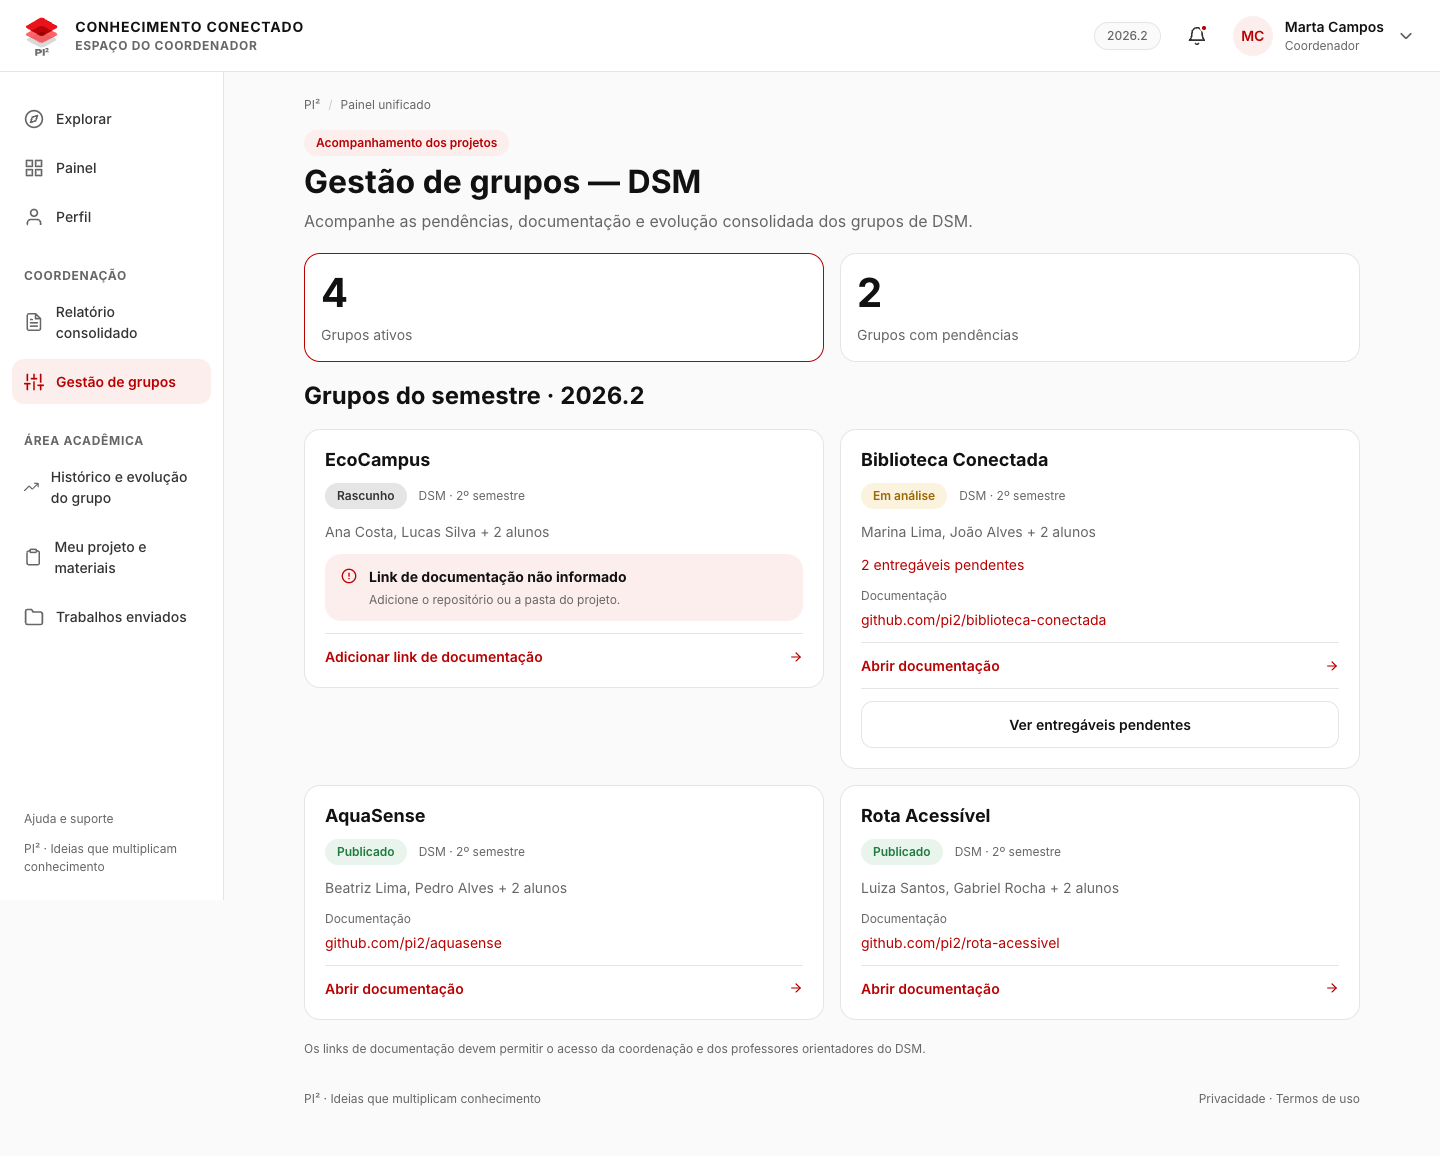 PI²
CONHECIMENTO CONECTADO
ESPAÇO DO COORDENADOR
2026.2
MC
Marta Campos
Coordenador
Explorar
Painel
Perfil
COORDENAÇÃO
Relatório
consolidado
Gestão de grupos
ÁREA ACADÊMICA
Histórico e evolução
do grupo
Meu projeto e
materiais
Trabalhos enviados
Ajuda e suporte
PI² · Ideias que multiplicam
conhecimento
PI² / Painel unificado
Acompanhamento dos projetos
Gestão de grupos — DSM
Acompanhe as pendências, documentação e evolução consolidada dos grupos de DSM.
4
Grupos ativos
2
Grupos com pendências
Grupos do semestre · 2026.2
EcoCampus
Rascunho DSM · 2º semestre
Ana Costa, Lucas Silva + 2 alunos
Link de documentação não informado
Adicione o repositório ou a pasta do projeto.
Adicionar link de documentação
Biblioteca Conectada
Em análise DSM · 2º semestre
Marina Lima, João Alves + 2 alunos
2 entregáveis pendentes
Documentação
github.com/pi2/biblioteca-conectada
Abrir documentação
Ver entregáveis pendentes
AquaSense
Publicado DSM · 2º semestre
Beatriz Lima, Pedro Alves + 2 alunos
Documentação
github.com/pi2/aquasense
Abrir documentação
Rota Acessível
Publicado DSM · 2º semestre
Luiza Santos, Gabriel Rocha + 2 alunos
Documentação
github.com/pi2/rota-acessivel
Abrir documentação
Os links de documentação devem permitir o acesso da coordenação e dos professores orientadores do DSM.
PI² · Ideias que multiplicam conhecimento
Privacidade · Termos de uso